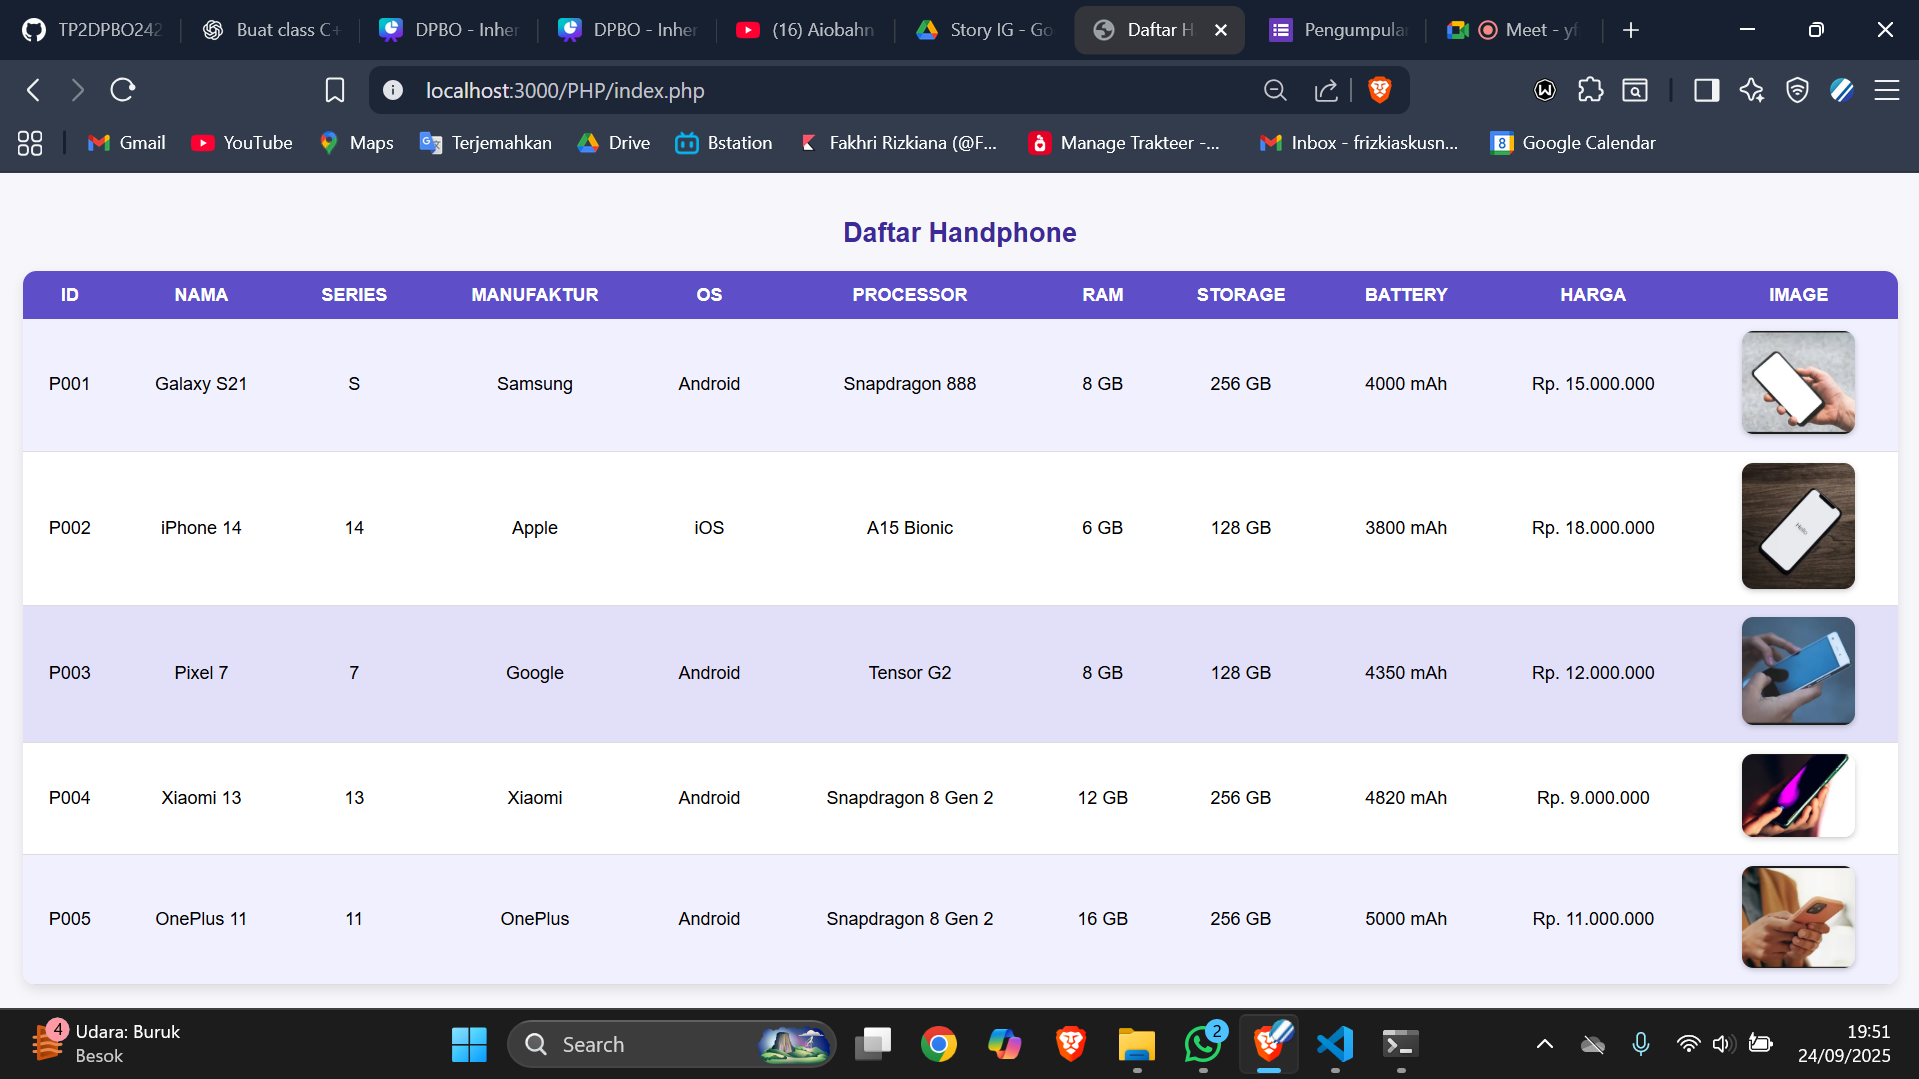 TP2DPBO242
Buat class C+
DPBO - Inher
DPBO - Inher
(16) Aiobahn
Story IG - Go
Daftar H
Pengumpular
Meet - yf
localhost:3000/PHP/index.php
Gmail
YouTube
Maps
Terjemahkan
Drive
Bstation
Fakhri Rizkiana (@F...
Manage Trakteer -...
Inbox - frizkiaskusn...
8
Google Calendar
Daftar Handphone
ID NAMA SERIES MANUFAKTUR OS PROCESSOR RAM STORAGE BATTERY HARGA IMAGE
P001 Galaxy S21 S Samsung Android Snapdragon 888 8 GB 256 GB 4000 mAh Rp. 15.000.000
P002 iPhone 14 14 Apple iOS A15 Bionic 6 GB 128 GB 3800 mAh Rp. 18.000.000
Hello
P003 Pixel 7 7 Google Android Tensor G2 8 GB 128 GB 4350 mAh Rp. 12.000.000
P004 Xiaomi 13 13 Xiaomi Android Snapdragon 8 Gen 2 12 GB 256 GB 4820 mAh Rp. 9.000.000
P005 OnePlus 11 11 OnePlus Android Snapdragon 8 Gen 2 16 GB 256 GB 5000 mAh Rp. 11.000.000
4
Udara: Buruk
Besok
Search
2
19:51
24/09/2025